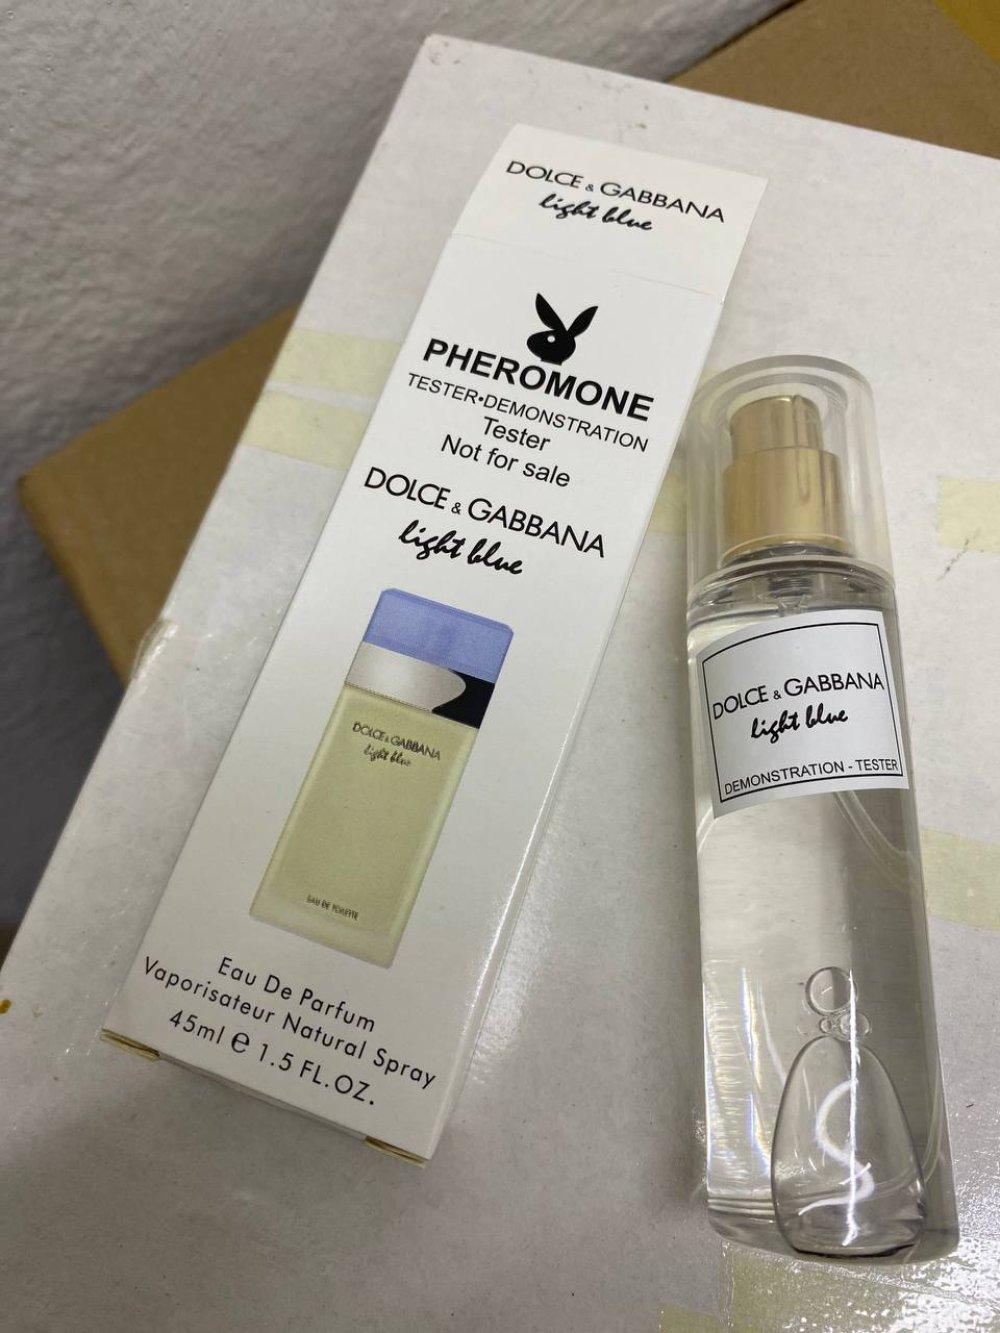 DOLCE & GABBANA
light blue
PHEROMONE
TESTER•DEMONSTRATION
Tester
Not for sale
DOLCE & GABBANA
light blue
DOLCE & GABBANA
light blue
EAU DE TOILETTE
Eau De Parfum
Vaporisateur Natural Spray
45ml e 1.5 FL.OZ.
DOLCE & GABBANA
light blue
DEMONSTRATION - TESTER